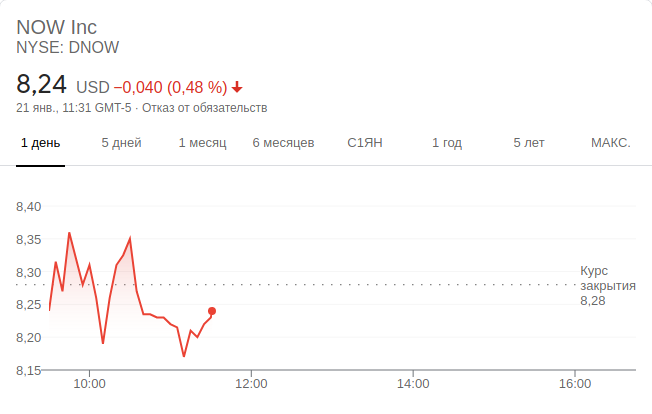 NOW Inc
NYSE: DNOW
8,24 USD −0,040 (0,48 %)
21 янв., 11:31 GMT-5 · Отказ от обязательств
1 день 5 дней 1 месяц 6 месяцев С1ЯН 1 год 5 лет МАКС.
8,40
8,35
8,30
8,25
8,20
8,15
Курс
закрытия
8,28
10:00 12:00 14:00 16:00